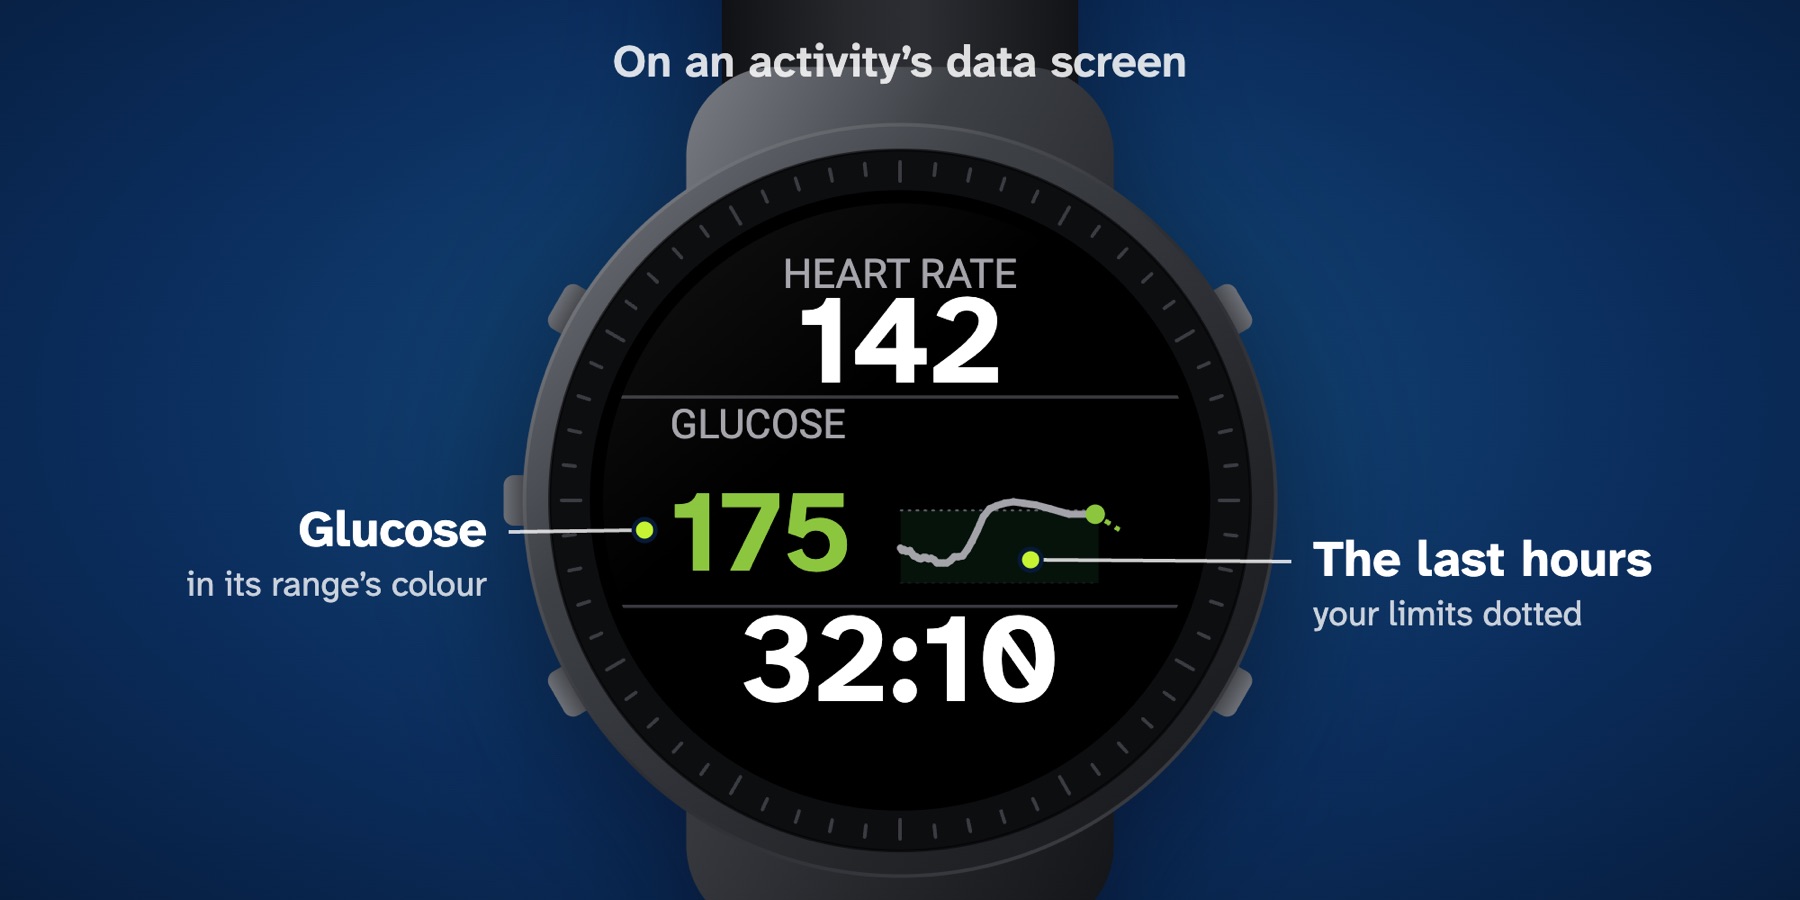 On an activity’s data screen
HEART RATE
142
GLUCOSE
175
Glucose
in its range’s colour
The last hours
your limits dotted
32:10